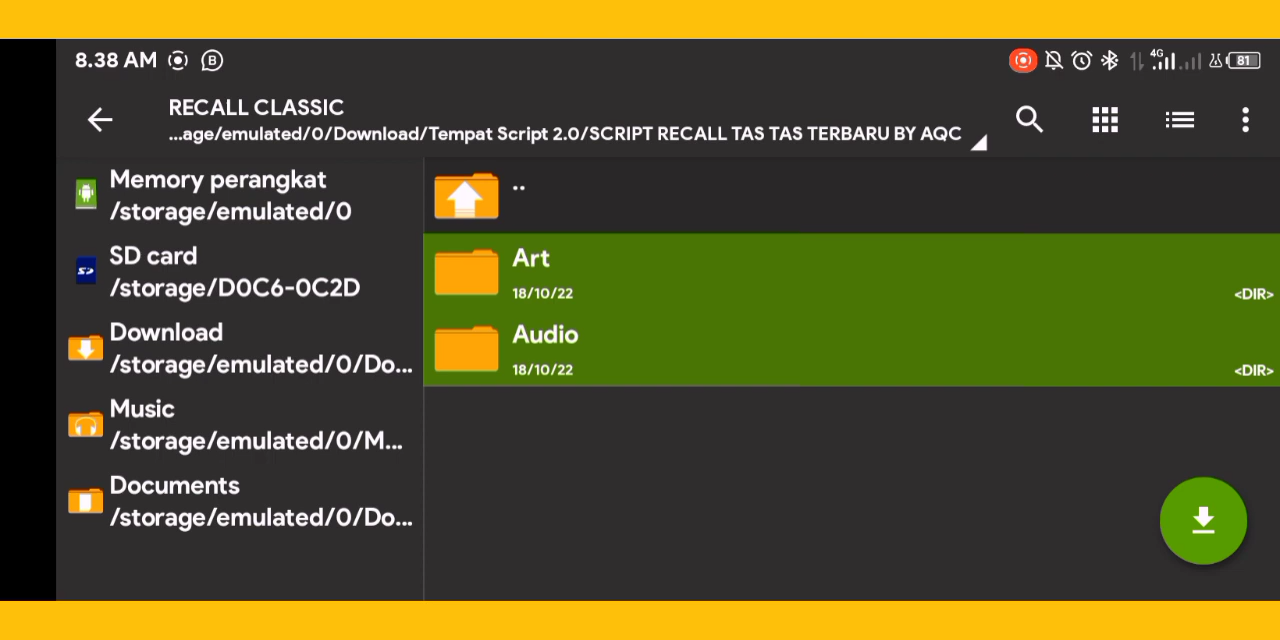 8.38 AM
4G
81
RECALL CLASSIC
...age/emulated/0/Download/Tempat Script 2.0/SCRIPT RECALL TAS TAS TERBARU BY AQC
Memory perangkat
/storage/emulated/0
SD card
/storage/D0C6-0C2D
Download
/storage/emulated/0/Do...
Music
/storage/emulated/0/M...
Documents
/storage/emulated/0/Do...
..
Art
18/10/22
<DIR>
Audio
18/10/22
<DIR>